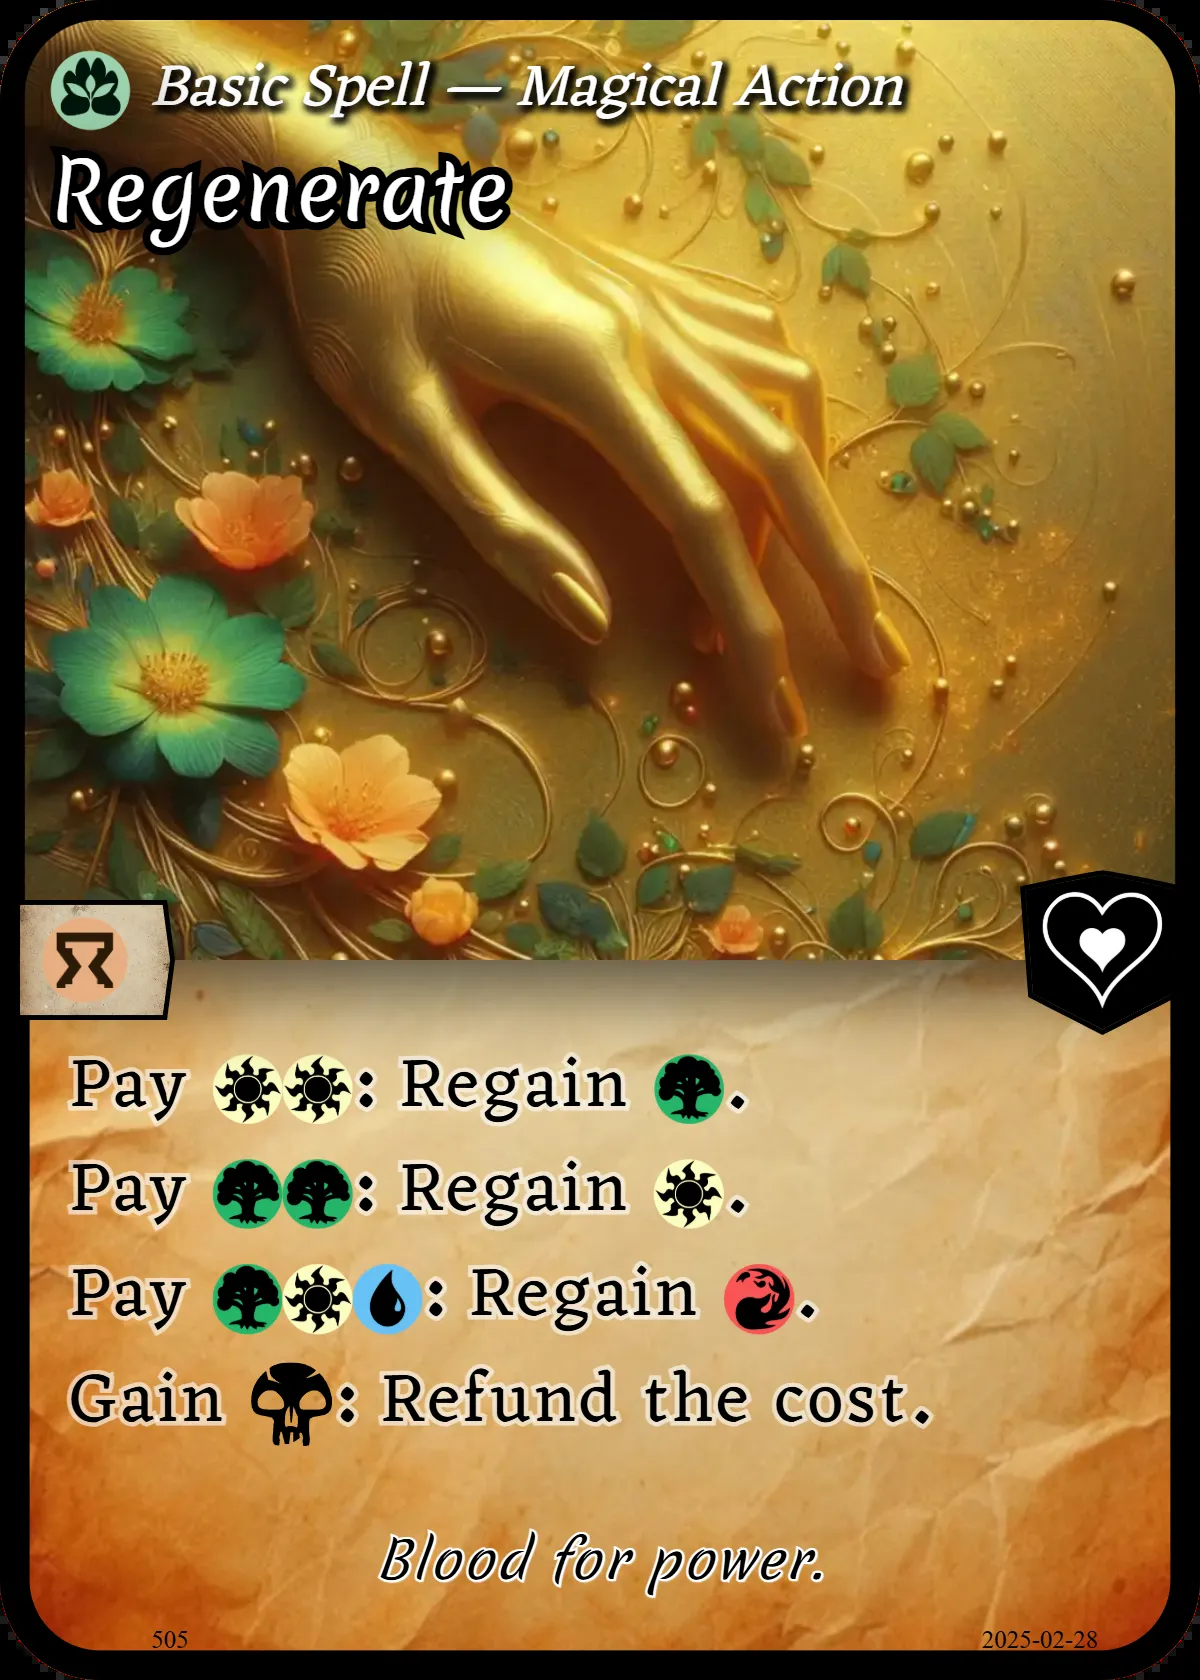 Basic Spell — Magical Action
Regenerate
Pay : Regain .
Pay : Regain .
Pay : Regain .
Gain : Refund the cost.
Blood for power.
505
2025-02-28